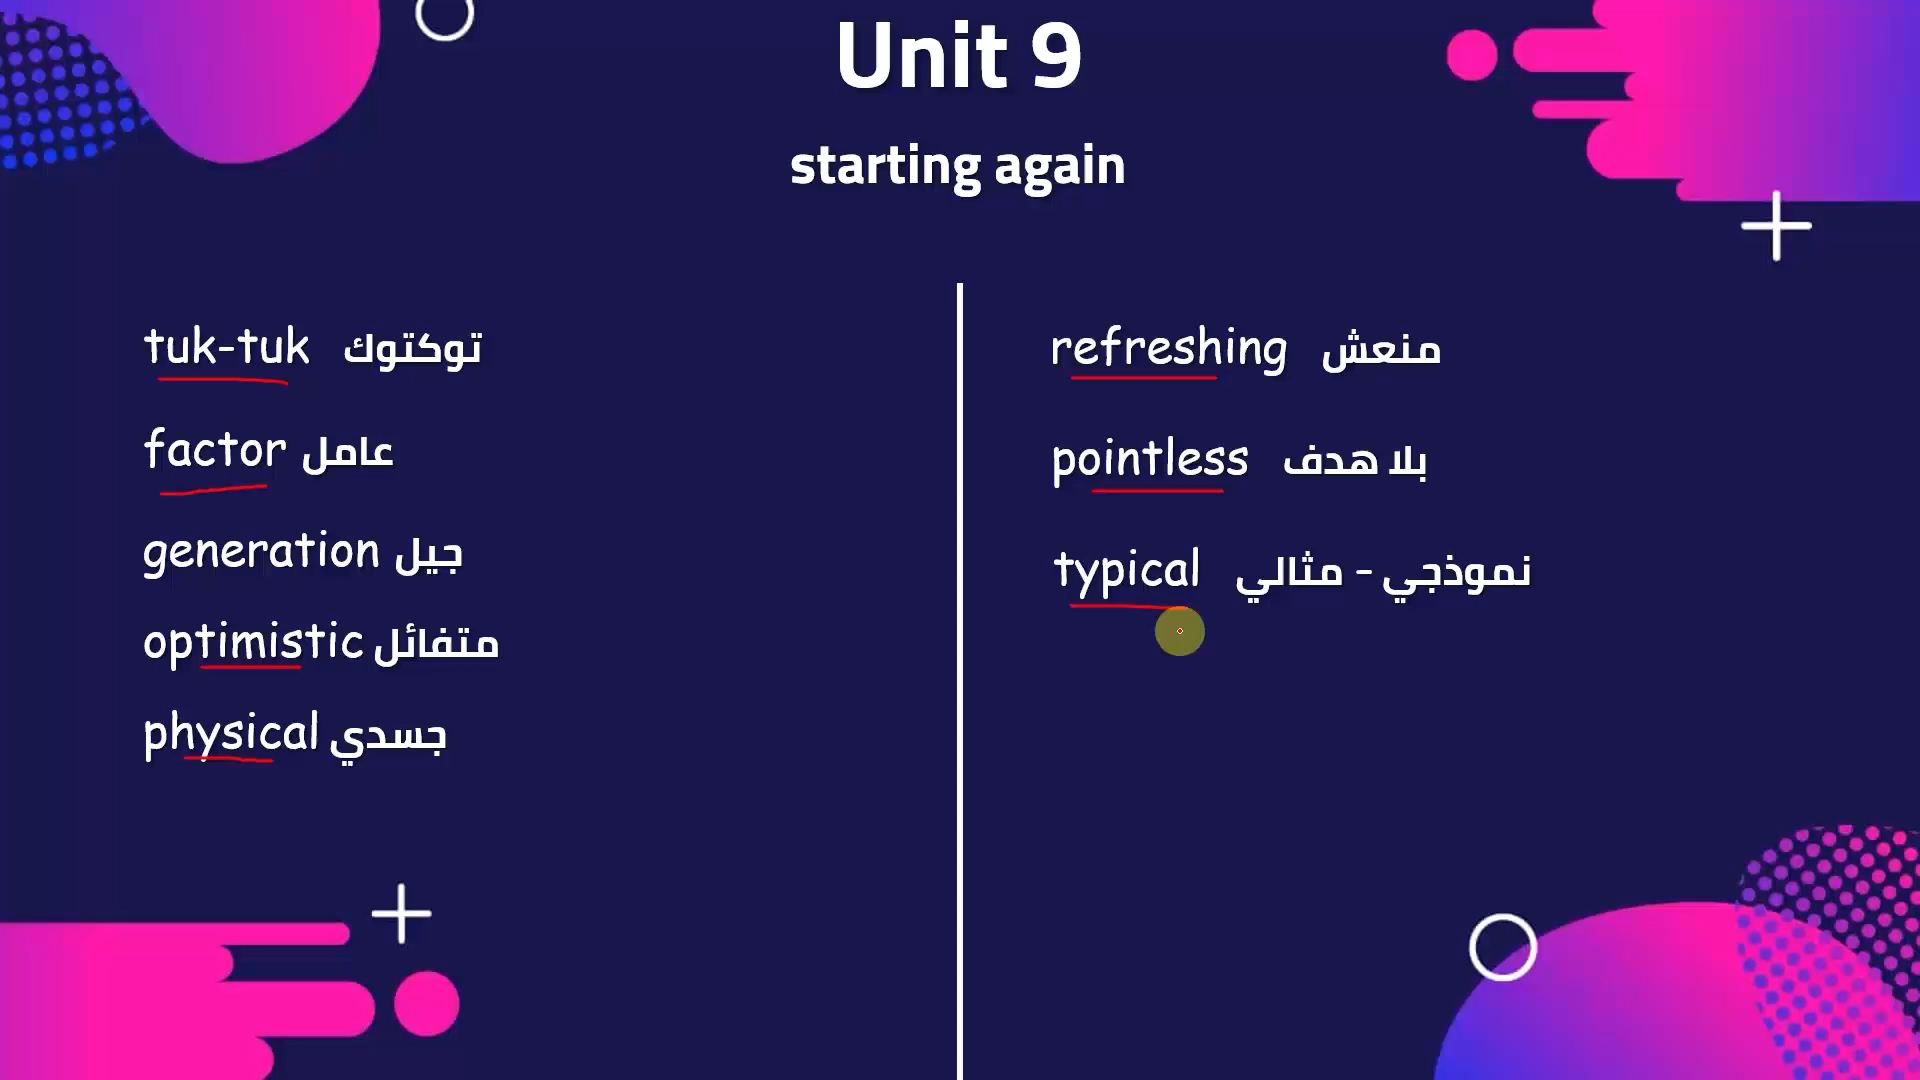 Unit 9
starting again
tuk-tuk توكتوك
factor عامل
generation جيل
optimistic متفائل
physical جسدي
refreshing منعش
pointless بلا هدف
typical نموذجي - مثالي